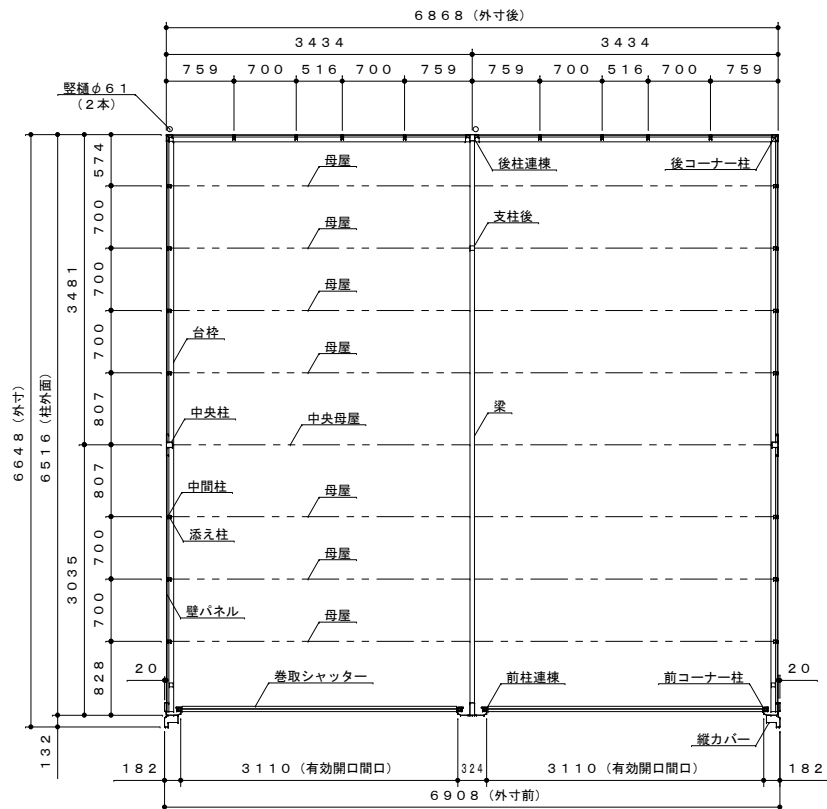 6868（外寸後）
3434 3434
759 700 516 700 759 759 700 516 700 759
竪樋φ61
（2本）
後柱連棟 後コーナー柱
母屋
母屋
支柱後
母屋
台枠
母屋
中央柱
中央母屋
梁
中間柱
母屋
添え柱
母屋
壁パネル
母屋
巻取シャッター 前柱連棟 前コーナー柱
縦カバー
574
700
700
700
807
807
700
700
828
3481
3035
6516（柱外面）
132
6648（外寸）
20 20
182 3110（有効開口間口） 324 3110（有効開口間口） 182
6908（外寸前）